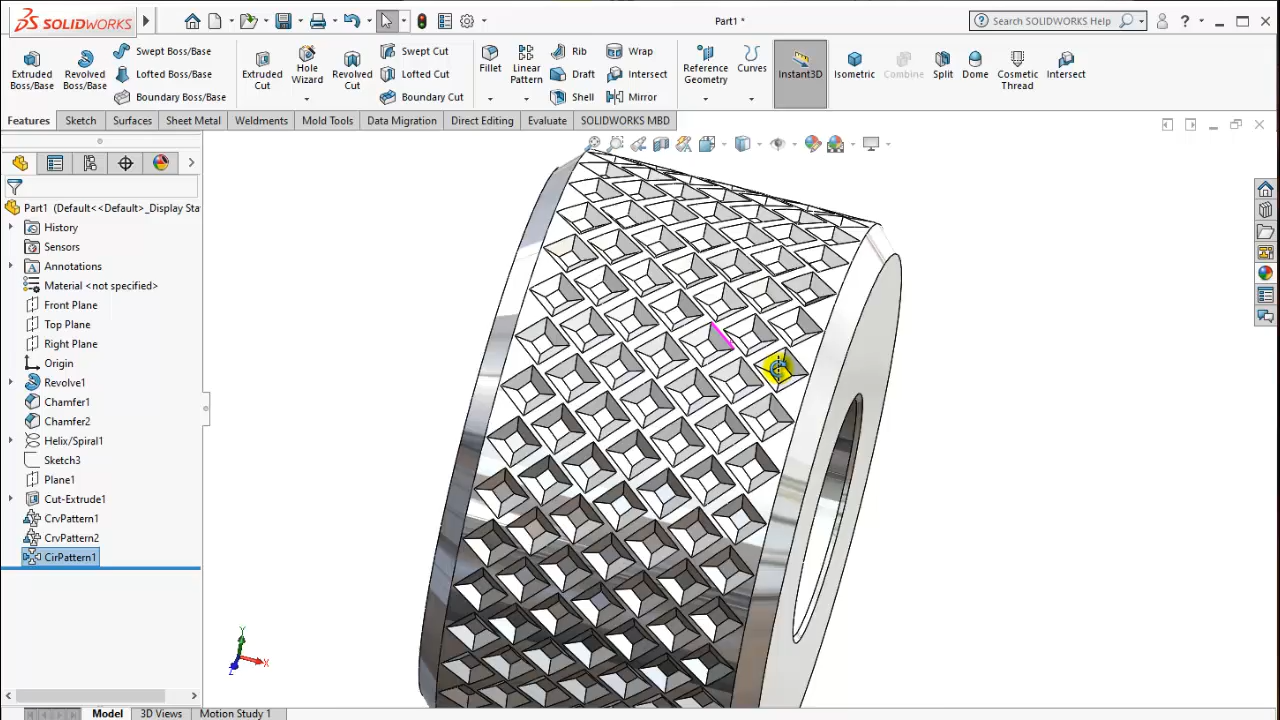 SOLIDWORKS
Part1 *
Search SOLIDWORKS Help
?
Extruded Boss/Base
Revolved Boss/Base
Swept Boss/Base
Lofted Boss/Base
Boundary Boss/Base
Extruded Cut
Hole Wizard
Revolved Cut
Swept Cut
Lofted Cut
Boundary Cut
Fillet
Linear Pattern
Rib
Draft
Shell
Wrap
Intersect
Mirror
Reference Geometry
Curves
Instant3D
Isometric
Combine
Split
Dome
Cosmetic Thread
Intersect
Features
Sketch
Surfaces
Sheet Metal
Weldments
Mold Tools
Data Migration
Direct Editing
Evaluate
SOLIDWORKS MBD
Part1 (Default<<Default>_Display Sta
History
Sensors
Annotations
Material <not specified>
Front Plane
Top Plane
Right Plane
Origin
Revolve1
Chamfer1
Chamfer2
Helix/Spiral1
Sketch3
Plane1
Cut-Extrude1
CrvPattern1
CrvPattern2
CirPattern1
Y
X
Z
Model
3D Views
Motion Study 1